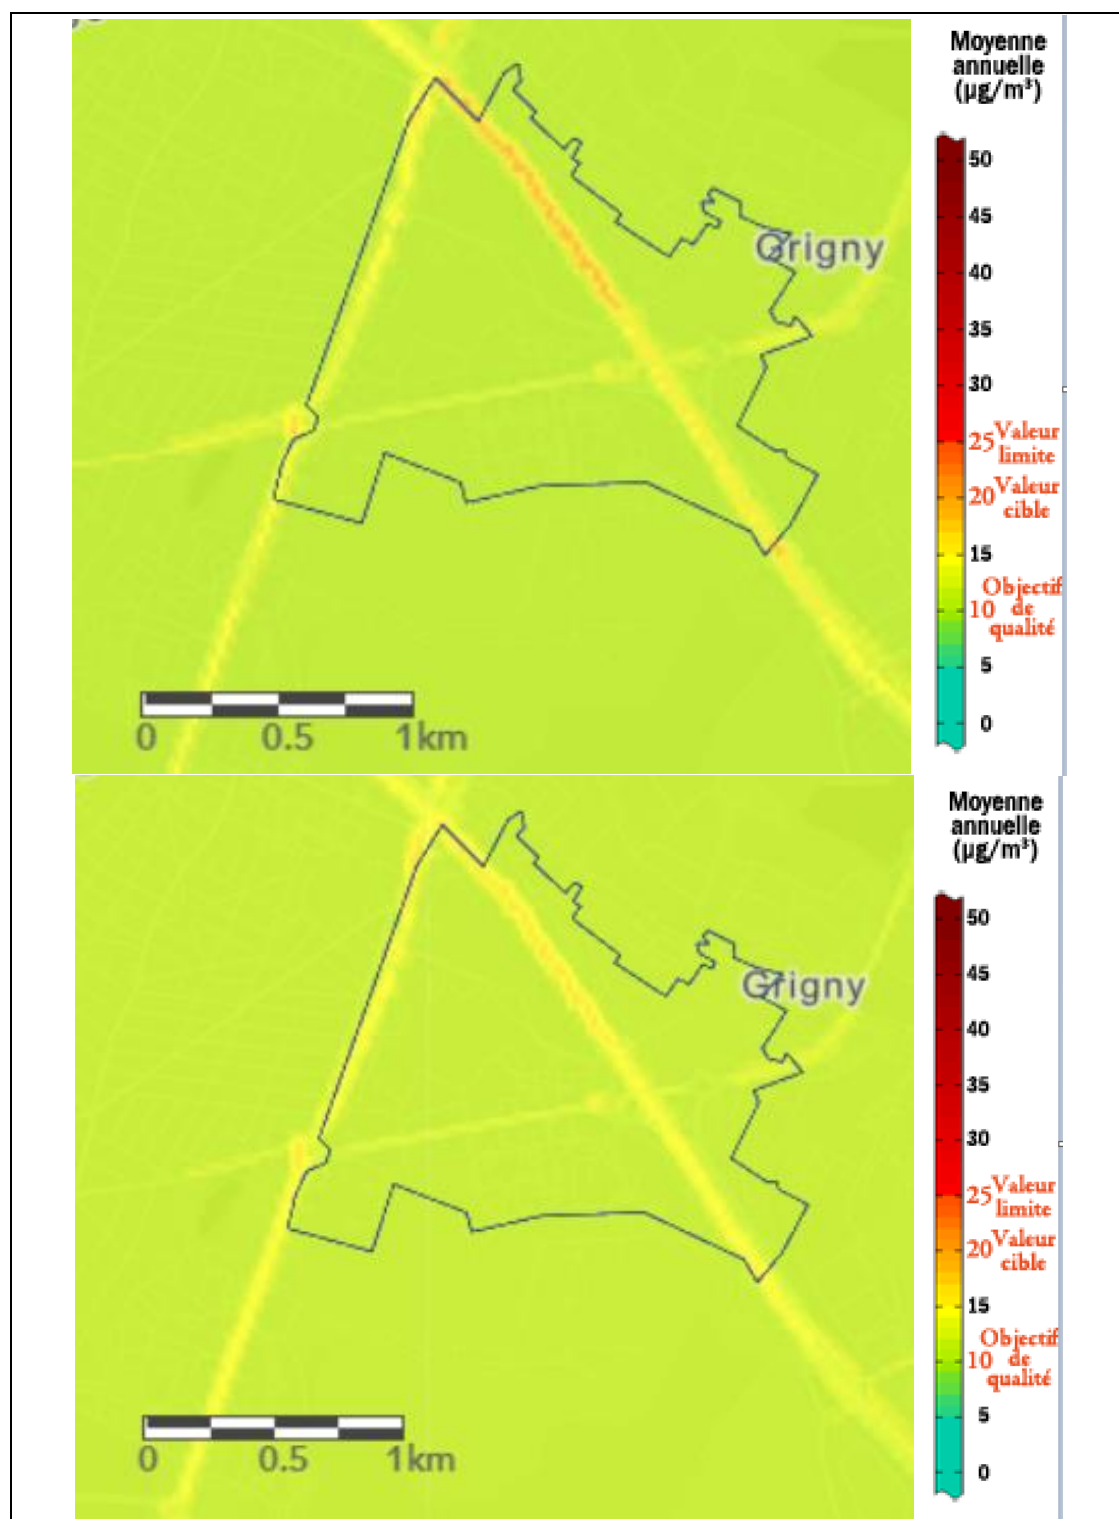 Moyenne
annuelle
(µg/m³)
50
45
40
35
30
25 Valeur
limite
20 Valeur
cible
15
Objectif
10 de
qualité
5
0
Grigny
0 0.5 1km
Moyenne
annuelle
(µg/m³)
50
45
40
35
30
25 Valeur
limite
20 Valeur
cible
15
Objectif
10 de
qualité
5
0
Grigny
0 0.5 1km